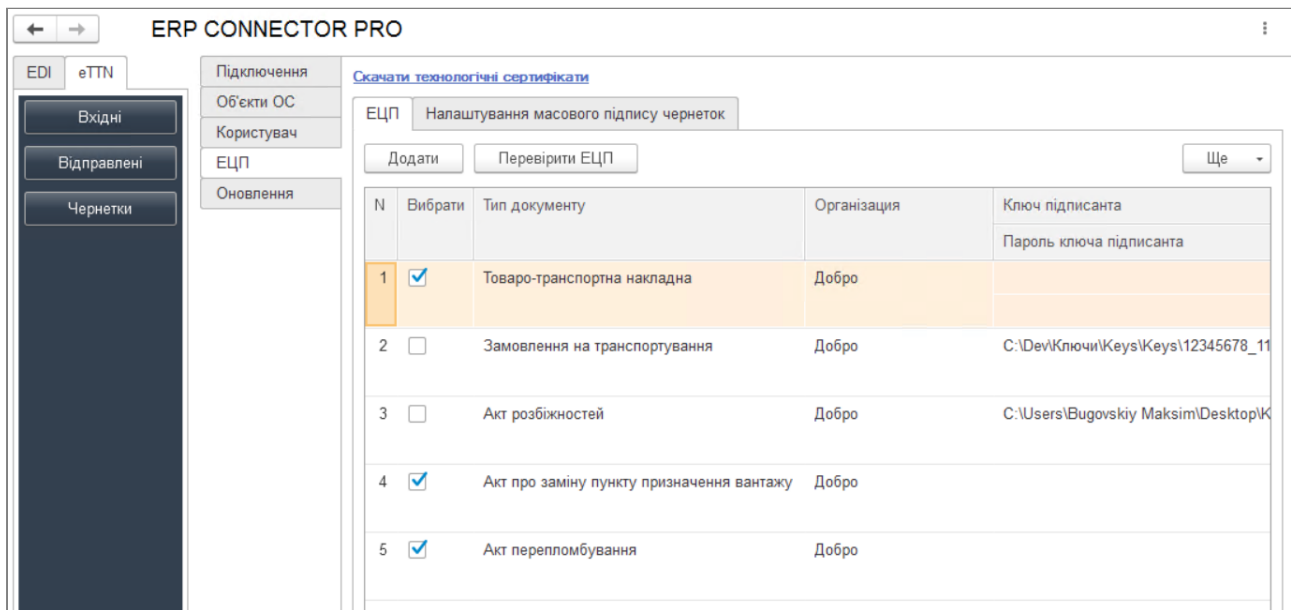 ERP CONNECTOR PRO
EDI eTTN
Вхідні
Відправлені
Чернетки
Підключення
Об'єкти ОС
Користувач
ЕЦП
Оновлення
Скачати технологічні сертифікати
ЕЦП Налаштування масового підпису чернеток
Додати Перевірити ЕЦП Ще
N Вибрати Тип документу Організация Ключ підписанта
Пароль ключа підписанта
1 Товаро-транспортна накладна Добро
2 Замовлення на транспортування Добро C:\Dev\Ключи\Keys\Keys\12345678_11
3 Акт розбіжностей Добро C:\Users\Bugovskiy Maksim\Desktop\K
4 Акт про заміну пункту призначення вантажу Добро
5 Акт перепломбування Добро